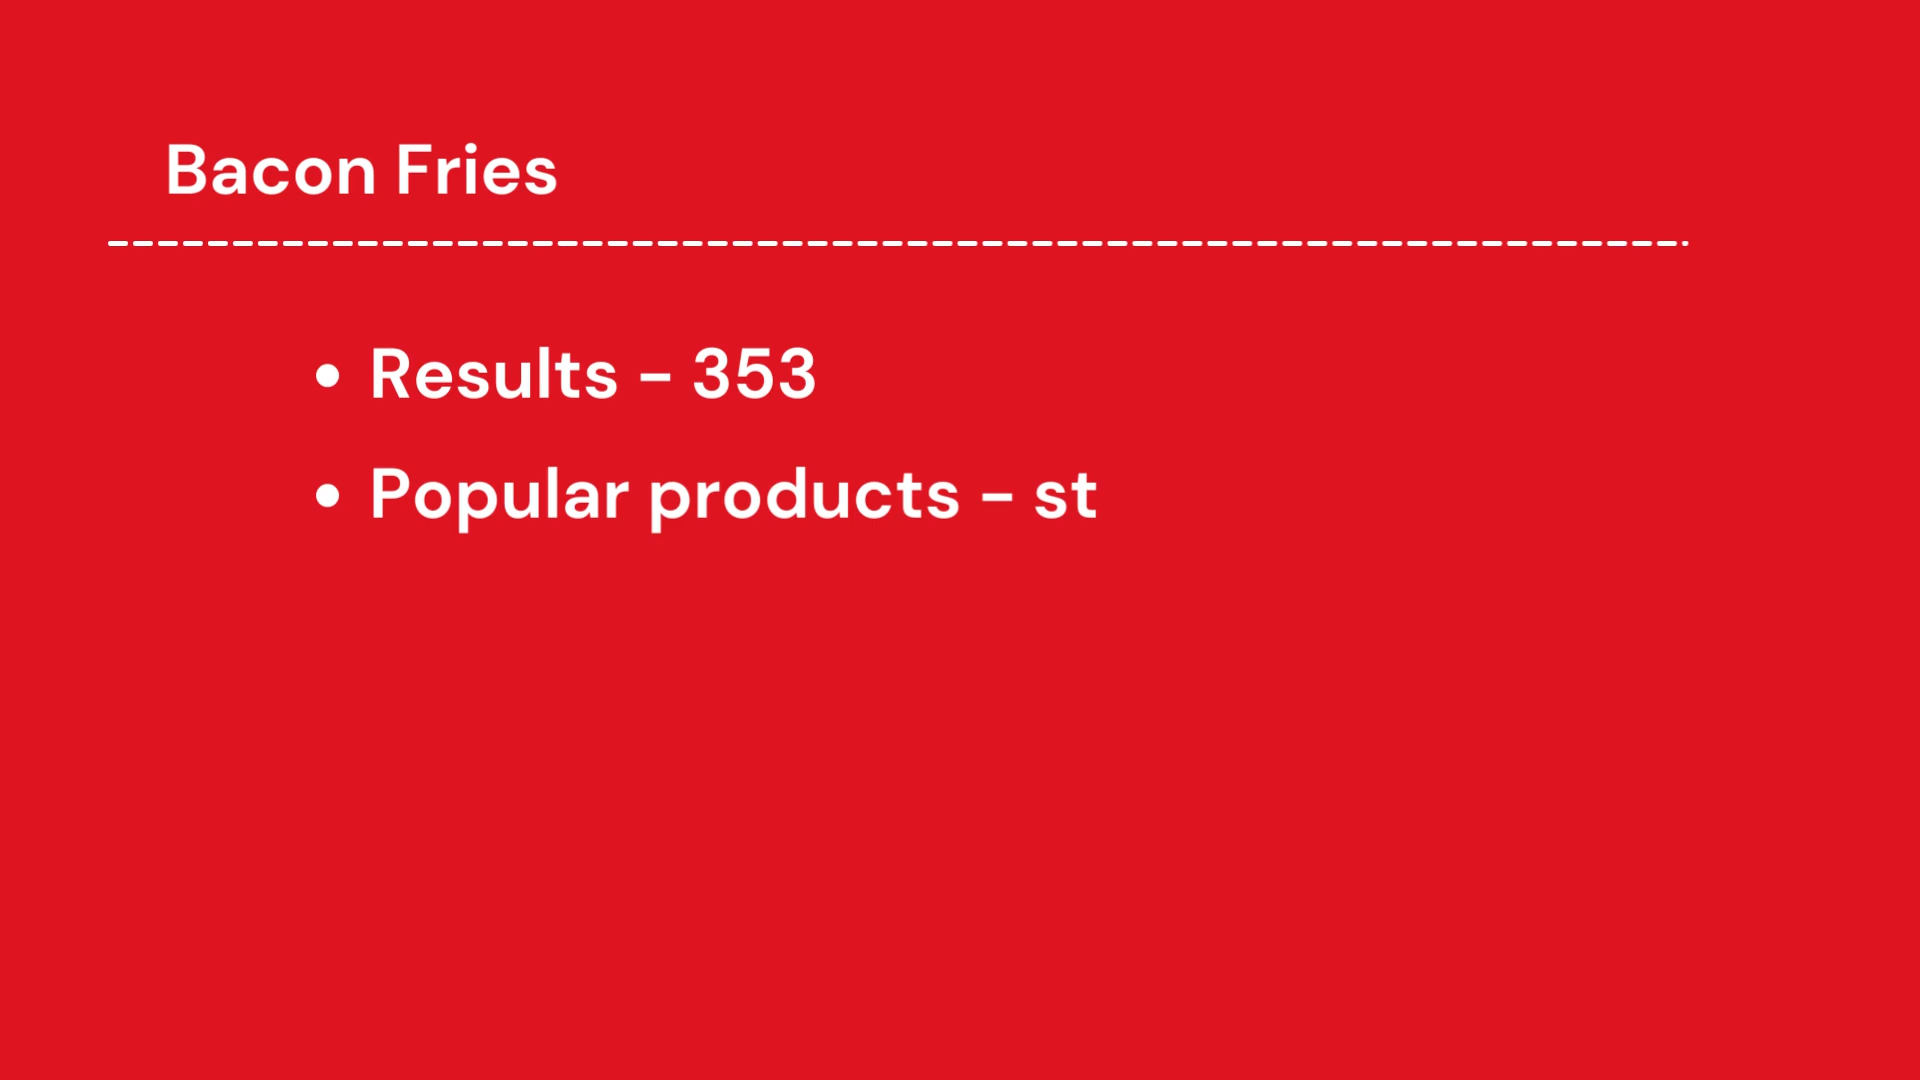 Bacon Fries
• Results – 353
• Popular products – st